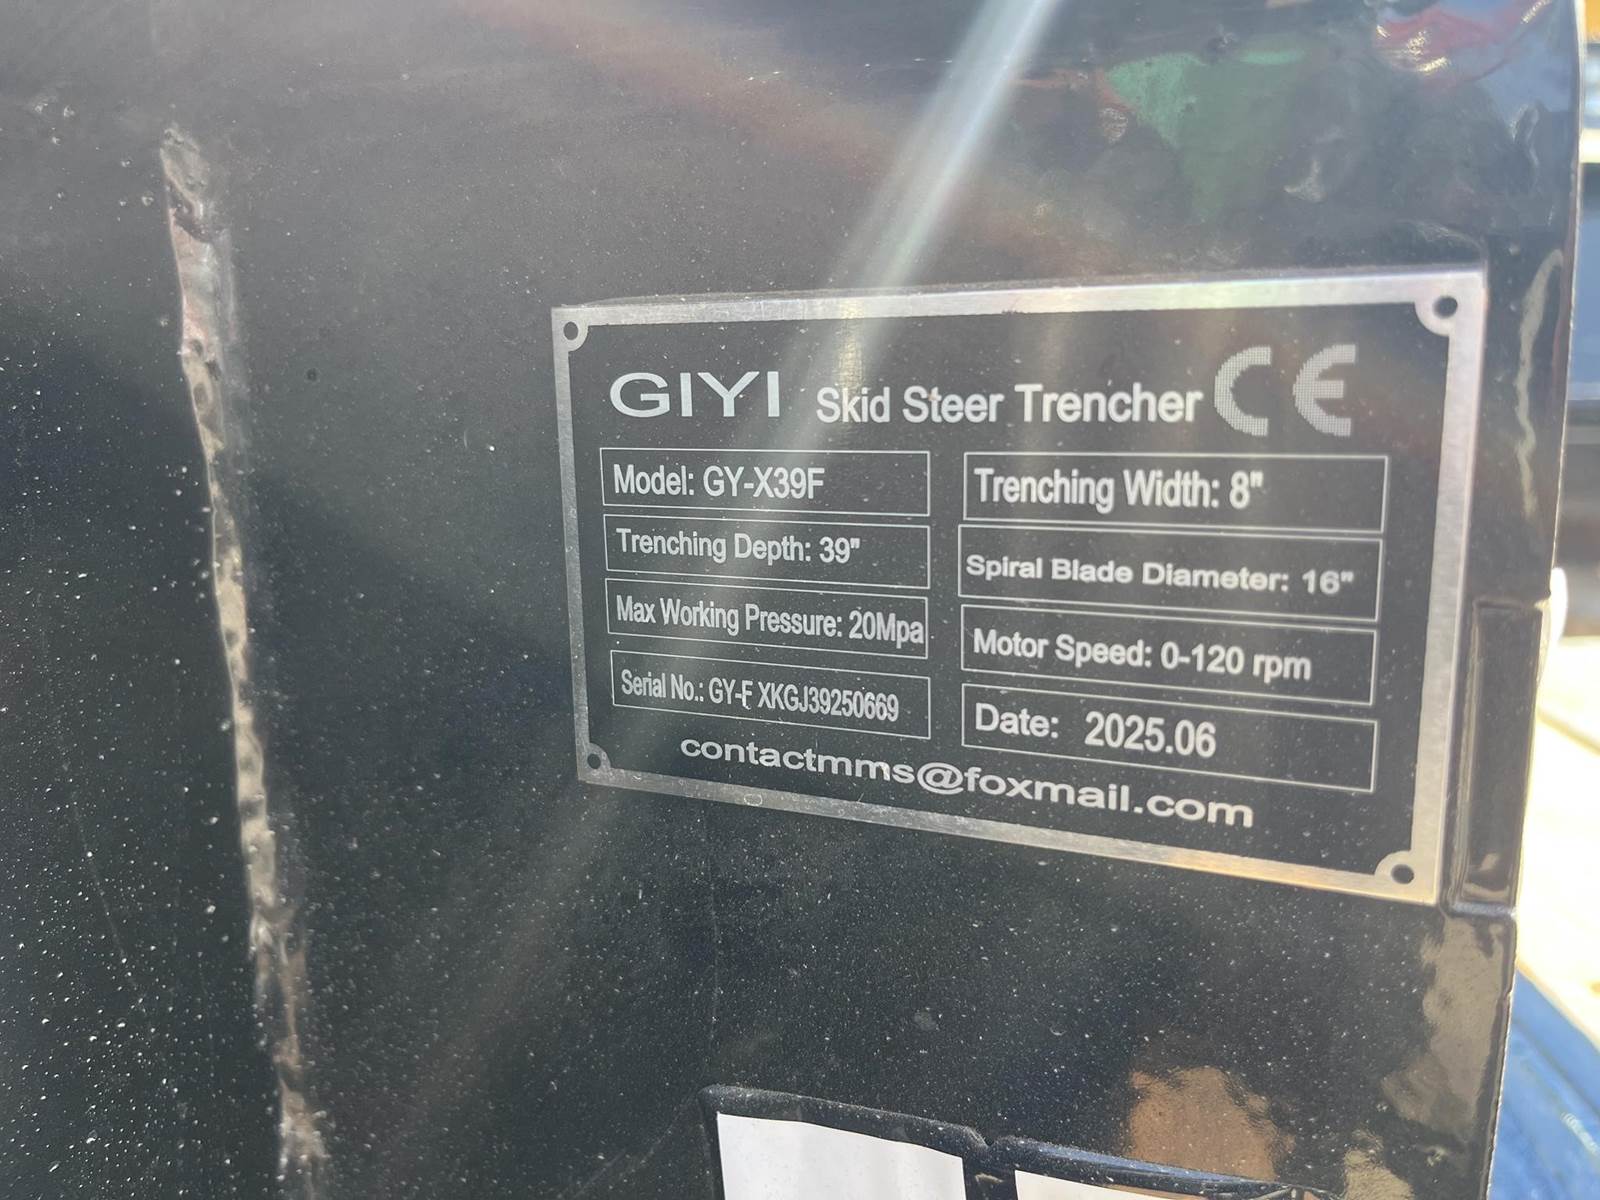 GIYI Skid Steer Trencher CE
Model: GY-X39F
Trenching Width: 8"
Trenching Depth: 39"
Spiral Blade Diameter: 16"
Max Working Pressure: 20Mpa
Motor Speed: 0-120 rpm
Serial No.: GY-F XKGJ39250669
Date: 2025.06
contactmms@foxmail.com